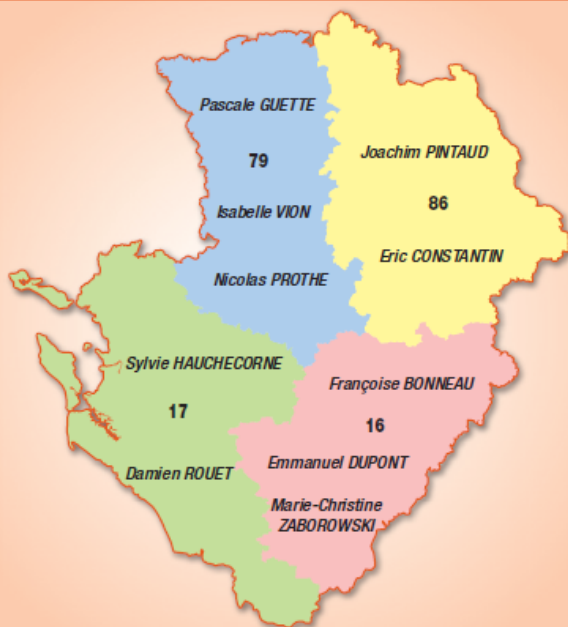 Pascale GUETTE
79
Isabelle VION
Nicolas PROTHE
Joachim PINTAUD
86
Eric CONSTANTIN
Sylvie HAUCHECORNE
17
Damien ROUET
Françoise BONNEAU
16
Emmanuel DUPONT
Marie-Christine
ZABOROWSKI